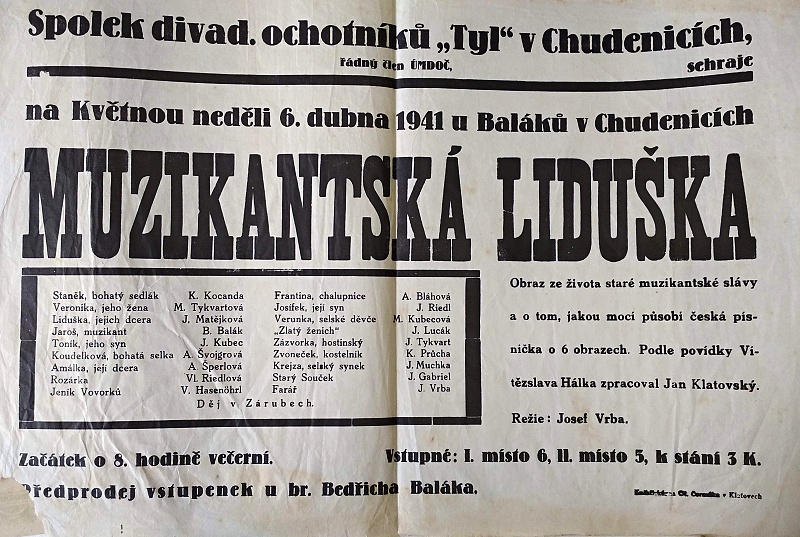 Spolek divad. ochotníků „Tyl“ v Chudenicích,
řádný člen ÚMDOČ, sehraje
na Květnou neděli 6. dubna 1941 u Baláků v Chudenicích
MUZIKANTSKÁ LIDUŠKA
Staněk, bohatý sedlák K. Kocanda
Veronika, jeho žena M. Tykvartová
Liduška, jejich dcera J. Matějková
Jaroš, muzikant B. Balák
Toník, jeho syn J. Kubec
Koudelková, bohatá selka A. Švojgrová
Amálka, její dcera A. Šperlová
Rozárka Vl. Riedlová
Jeník Vovorků V. Hasenöhrl
Frantina, chalupnice A. Bláhová
Josífek, její syn J. Riedl
Verunka, selské děvče M. Kubecová
„Zlatý ženich“ J. Lucák
Zázvorka, hostinský J. Tykvart
Zvoneček, kostelník K. Průcha
Krejza, selský synek J. Muchka
Starý Souček J. Gabriel
Farář J. Vrba
Děj v Zárubech.
Obraz ze života staré muzikantské slávy
a o tom, jakou mocí působí česká pís-
nička o 6 obrazech. Podle povídky Ví-
tězslava Hálka zpracoval Jan Klatovský.
Režie: Josef Vrba.
Začátek o 8. hodině večerní. Vstupné: I. místo 6, II. místo 5, k stání 3 K.
Předprodej vstupenek u br. Bedřicha Baláka.
v Klatovech